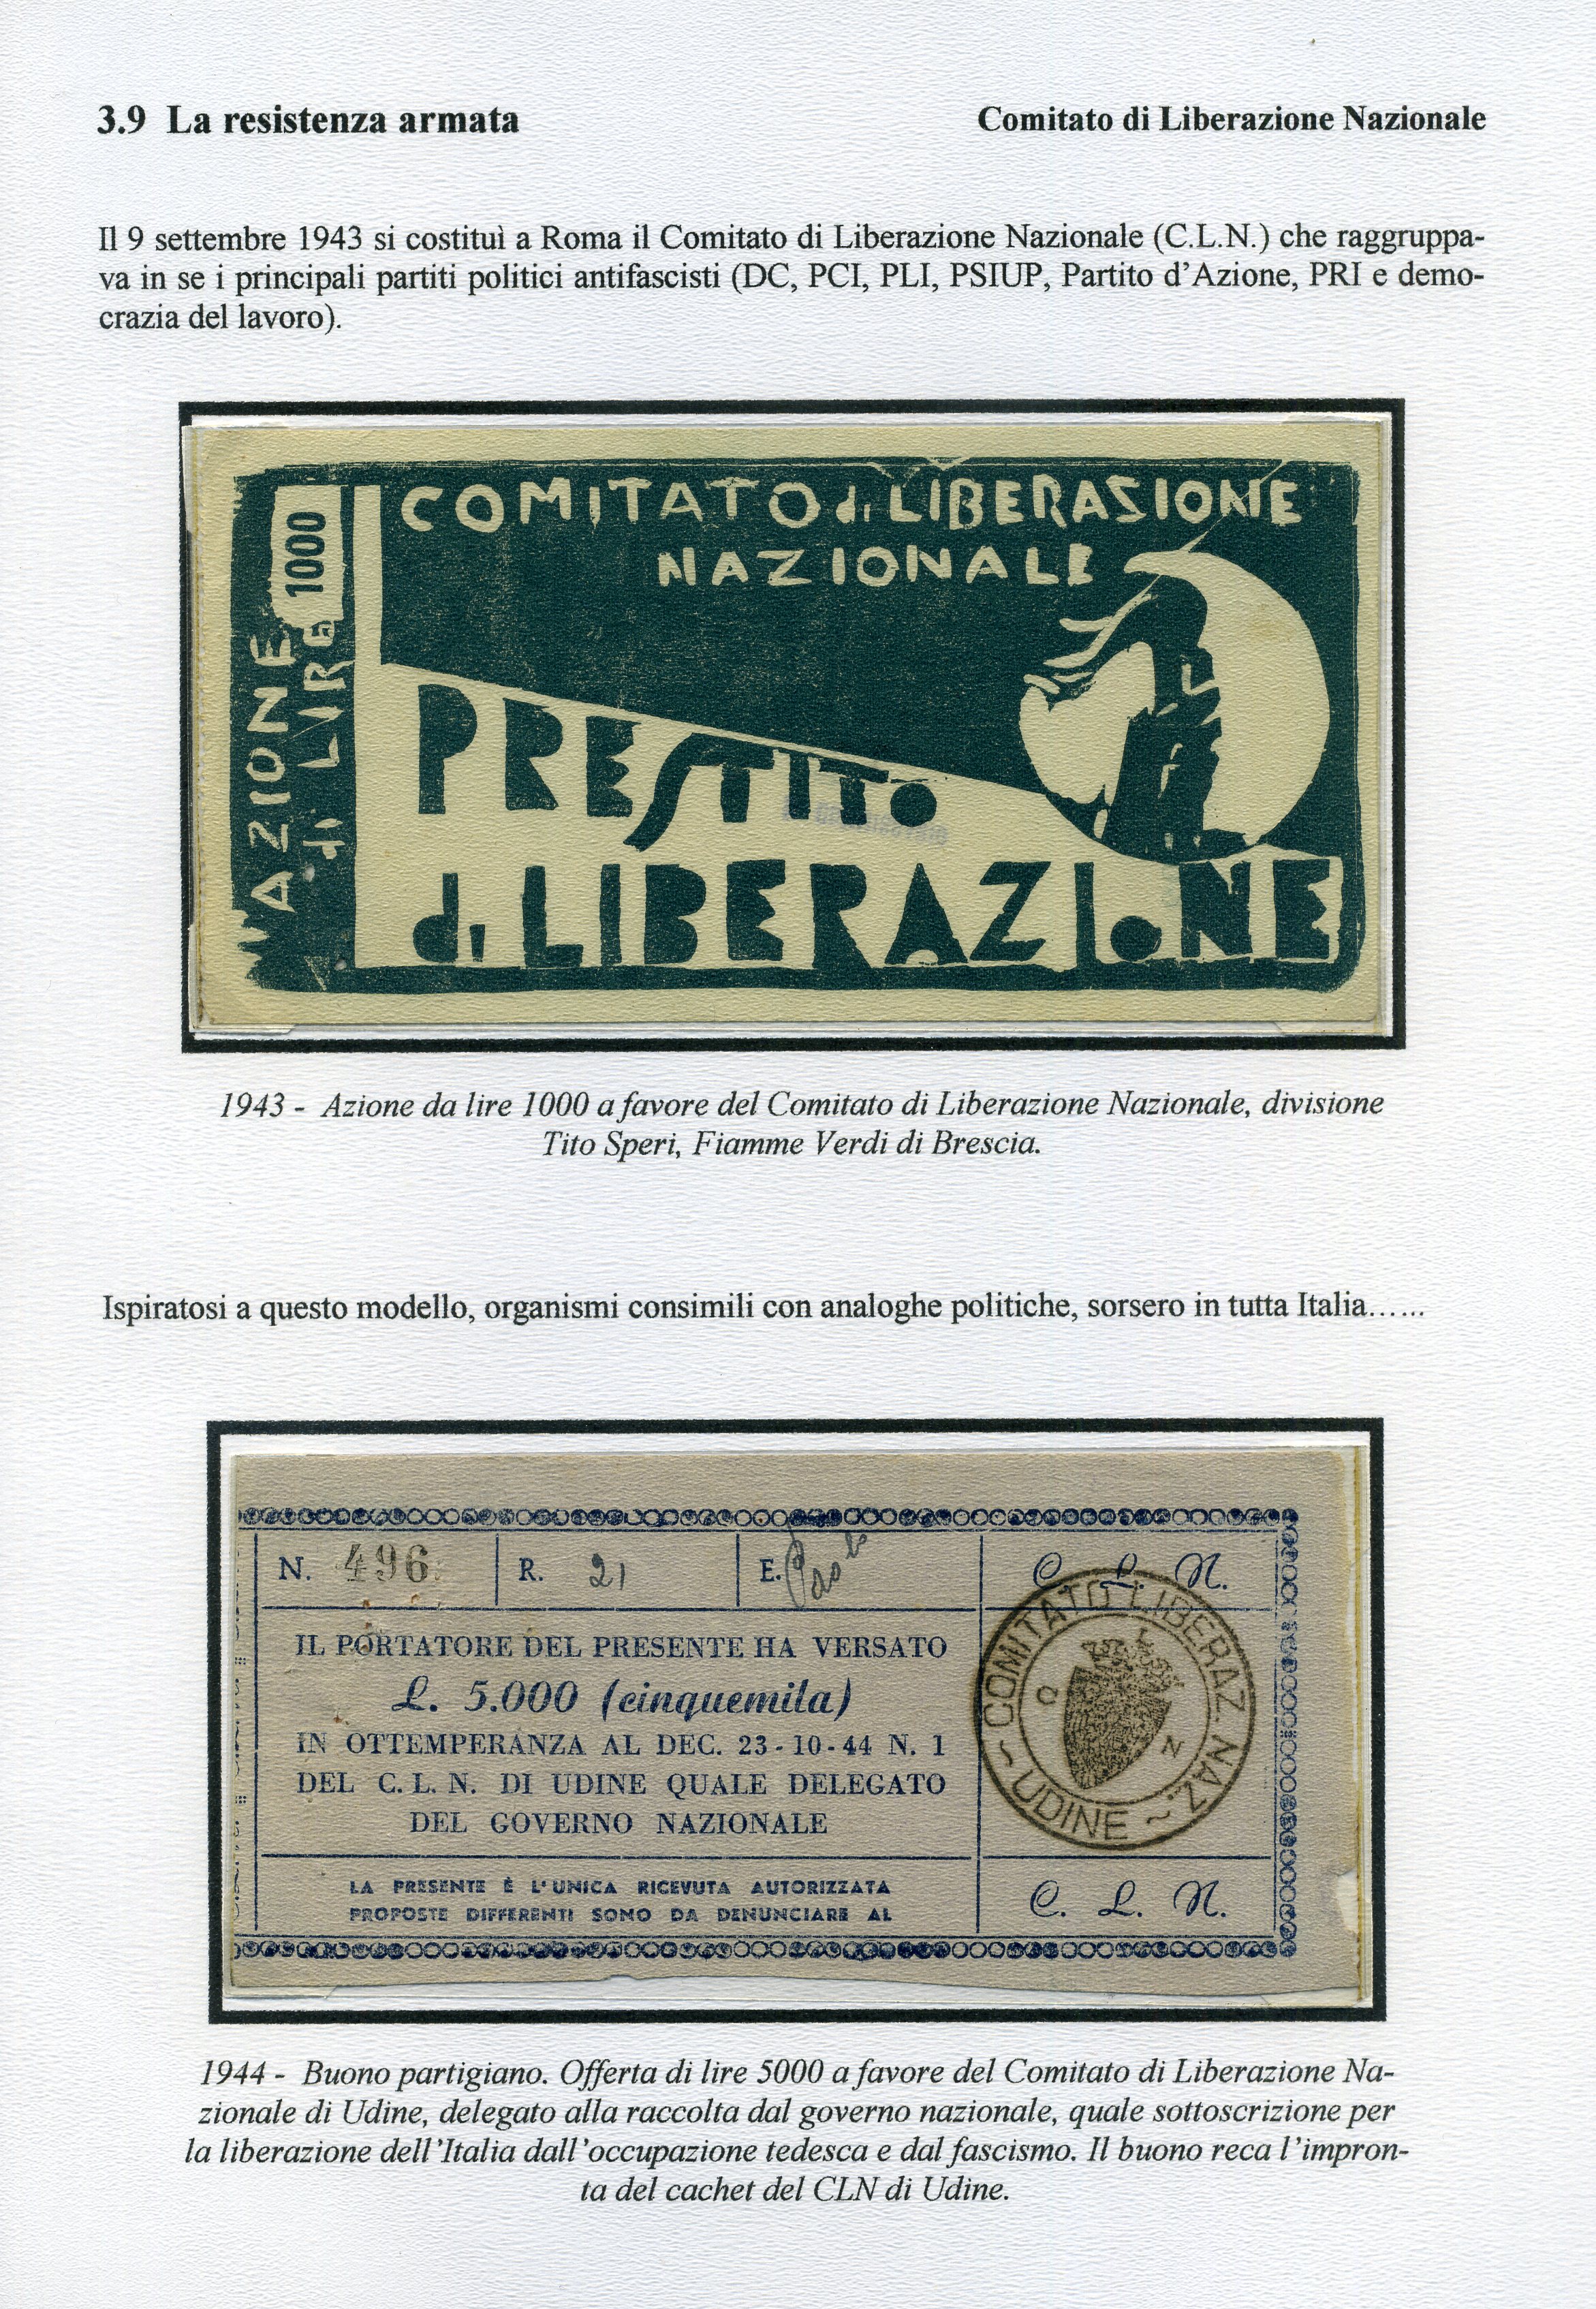 3.9 La resistenza armata
Comitato di Liberazione Nazionale
Il 9 settembre 1943 si costituì a Roma il Comitato di Liberazione Nazionale (C.L.N.) che raggruppa-
va in se i principali partiti politici antifascisti (DC, PCI, PLI, PSIUP, Partito d'Azione, PRI e demo-
crazia del lavoro).
AZIONE
di LIRE 1000
COMITATO di LIBERASIONE
NAZIONALE
PRESTITO
di LIBERAZIONE
1943 - Azione da lire 1000 a favore del Comitato di Liberazione Nazionale, divisione
Tito Speri, Fiamme Verdi di Brescia.
Ispiratosi a questo modello, organismi consimili con analoghe politiche, sorsero in tutta Italia......
N. 496
R. 21
E. Paolo
C. L. N.
IL PORTATORE DEL PRESENTE HA VERSATO
L. 5.000 (cinquemila)
IN OTTEMPERANZA AL DEC. 23-10-44 N. 1
DEL C. L. N. DI UDINE QUALE DELEGATO
DEL GOVERNO NAZIONALE
COMITATO LIBERAZ. NAZ.
~ UDINE ~
O N
LA PRESENTE È L'UNICA RICEVUTA AUTORIZZATA
PROPOSTE DIFFERENTI SONO DA DENUNCIARE AL
C. L. N.
1944 - Buono partigiano. Offerta di lire 5000 a favore del Comitato di Liberazione Na-
zionale di Udine, delegato alla raccolta dal governo nazionale, quale sottoscrizione per
la liberazione dell'Italia dall'occupazione tedesca e dal fascismo. Il buono reca l'impron-
ta del cachet del CLN di Udine.